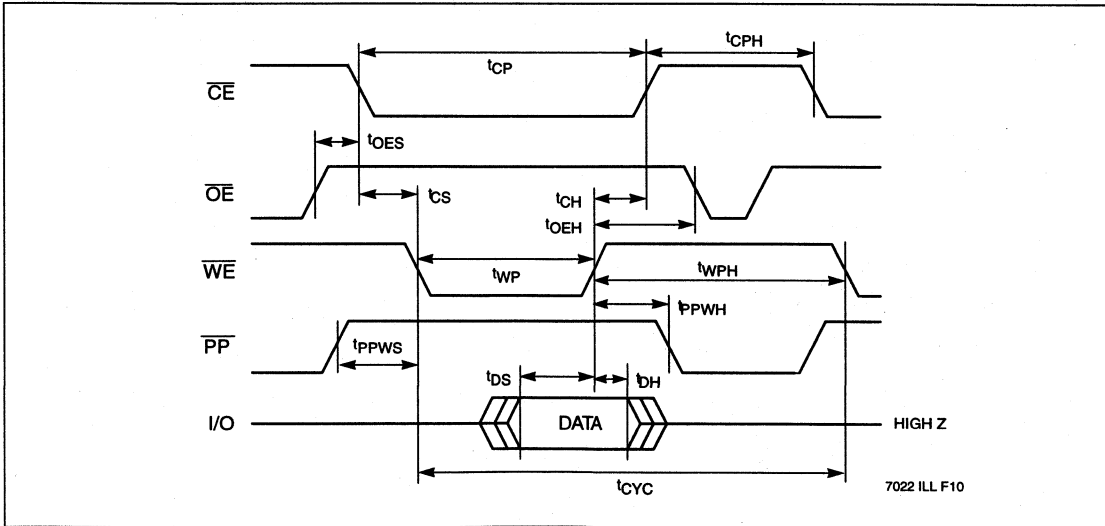 tCPH
tCP
CE
tOES
OE
tCS
tCH
tOEH
WE
tWP
tWPH
tPPWH
PP
tPPWS
tDS
tDH
I/O
DATA
HIGH Z
tCYC
7022 ILL F10